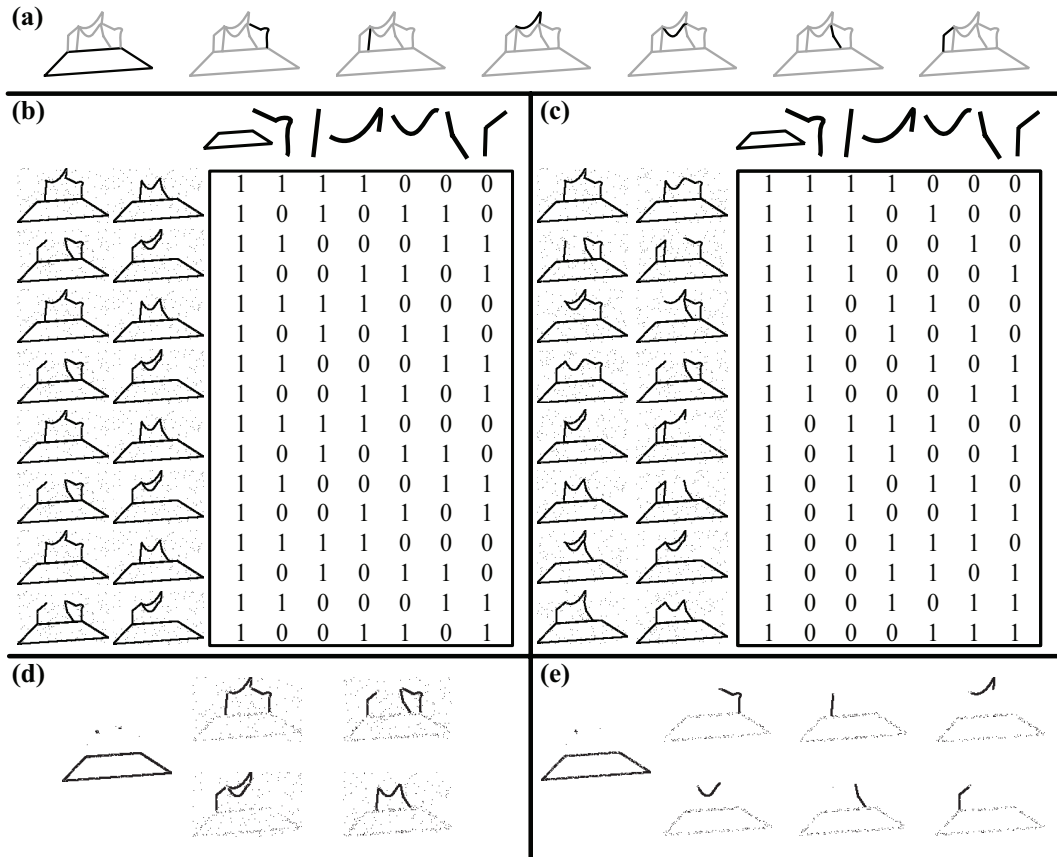 (a)
(b)
1 1 1 1 0 0 0
1 0 1 0 1 1 0
1 1 0 0 0 1 1
1 0 0 1 1 0 1
1 1 1 1 0 0 0
1 0 1 0 1 1 0
1 1 0 0 0 1 1
1 0 0 1 1 0 1
1 1 1 1 0 0 0
1 0 1 0 1 1 0
1 1 0 0 0 1 1
1 0 0 1 1 0 1
1 1 1 1 0 0 0
1 0 1 0 1 1 0
1 1 0 0 0 1 1
1 0 0 1 1 0 1
(c)
1 1 1 1 0 0 0
1 1 1 0 1 0 0
1 1 1 0 0 1 0
1 1 1 0 0 0 1
1 1 0 1 1 0 0
1 1 0 1 0 1 0
1 1 0 0 1 0 1
1 1 0 0 0 1 1
1 0 1 1 1 0 0
1 0 1 1 0 0 1
1 0 1 0 1 1 0
1 0 1 0 0 1 1
1 0 0 1 1 1 0
1 0 0 1 1 0 1
1 0 0 1 0 1 1
1 0 0 0 1 1 1
(d)
(e)